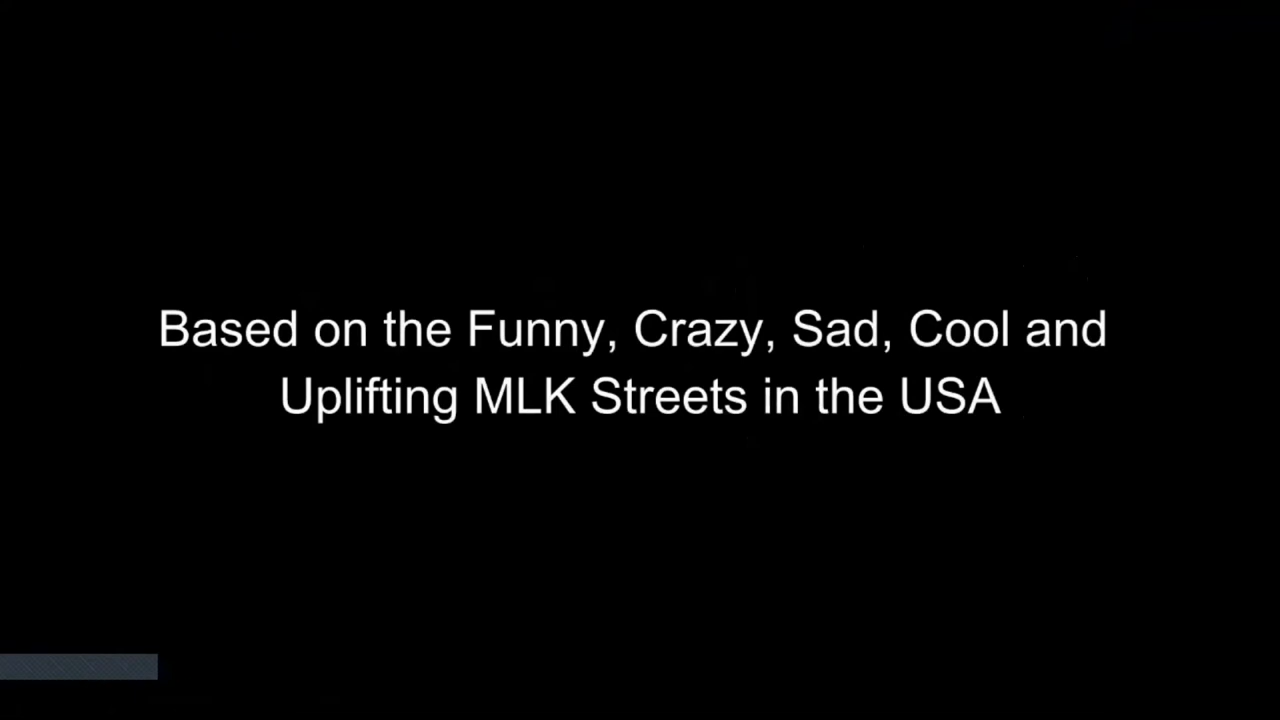 Based on the Funny, Crazy, Sad, Cool and
Uplifting MLK Streets in the USA